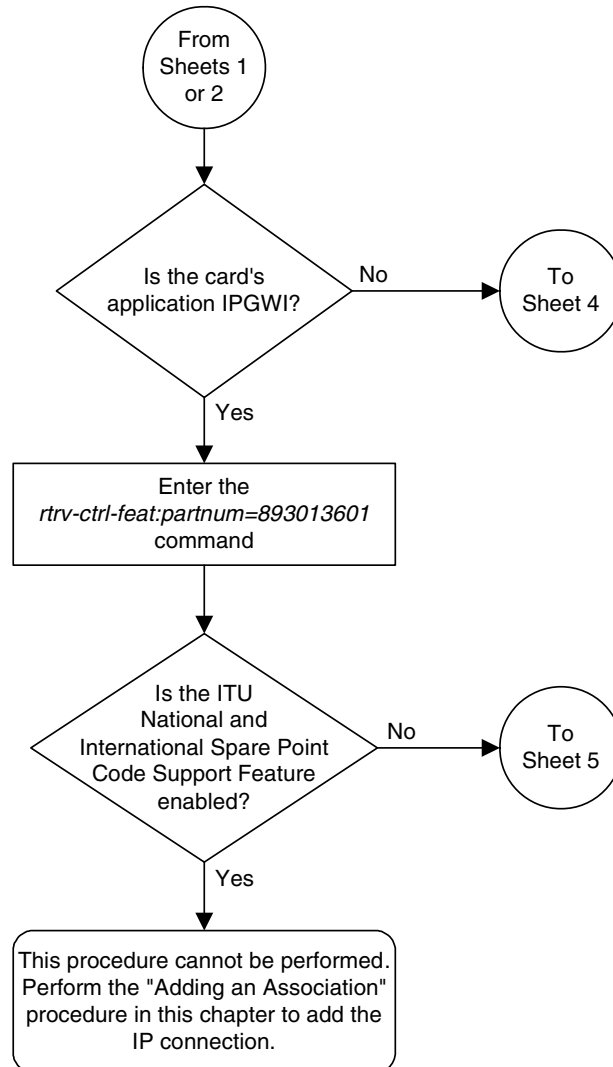 From
Sheets 1
or 2
Is the card's
application IPGWI?
No
To
Sheet 4
Yes
Enter the
rtrv-ctrl-feat:partnum=893013601
command
Is the ITU
National and
International Spare Point
Code Support Feature
enabled?
No
To
Sheet 5
Yes
This procedure cannot be performed.
Perform the "Adding an Association"
procedure in this chapter to add the
IP connection.